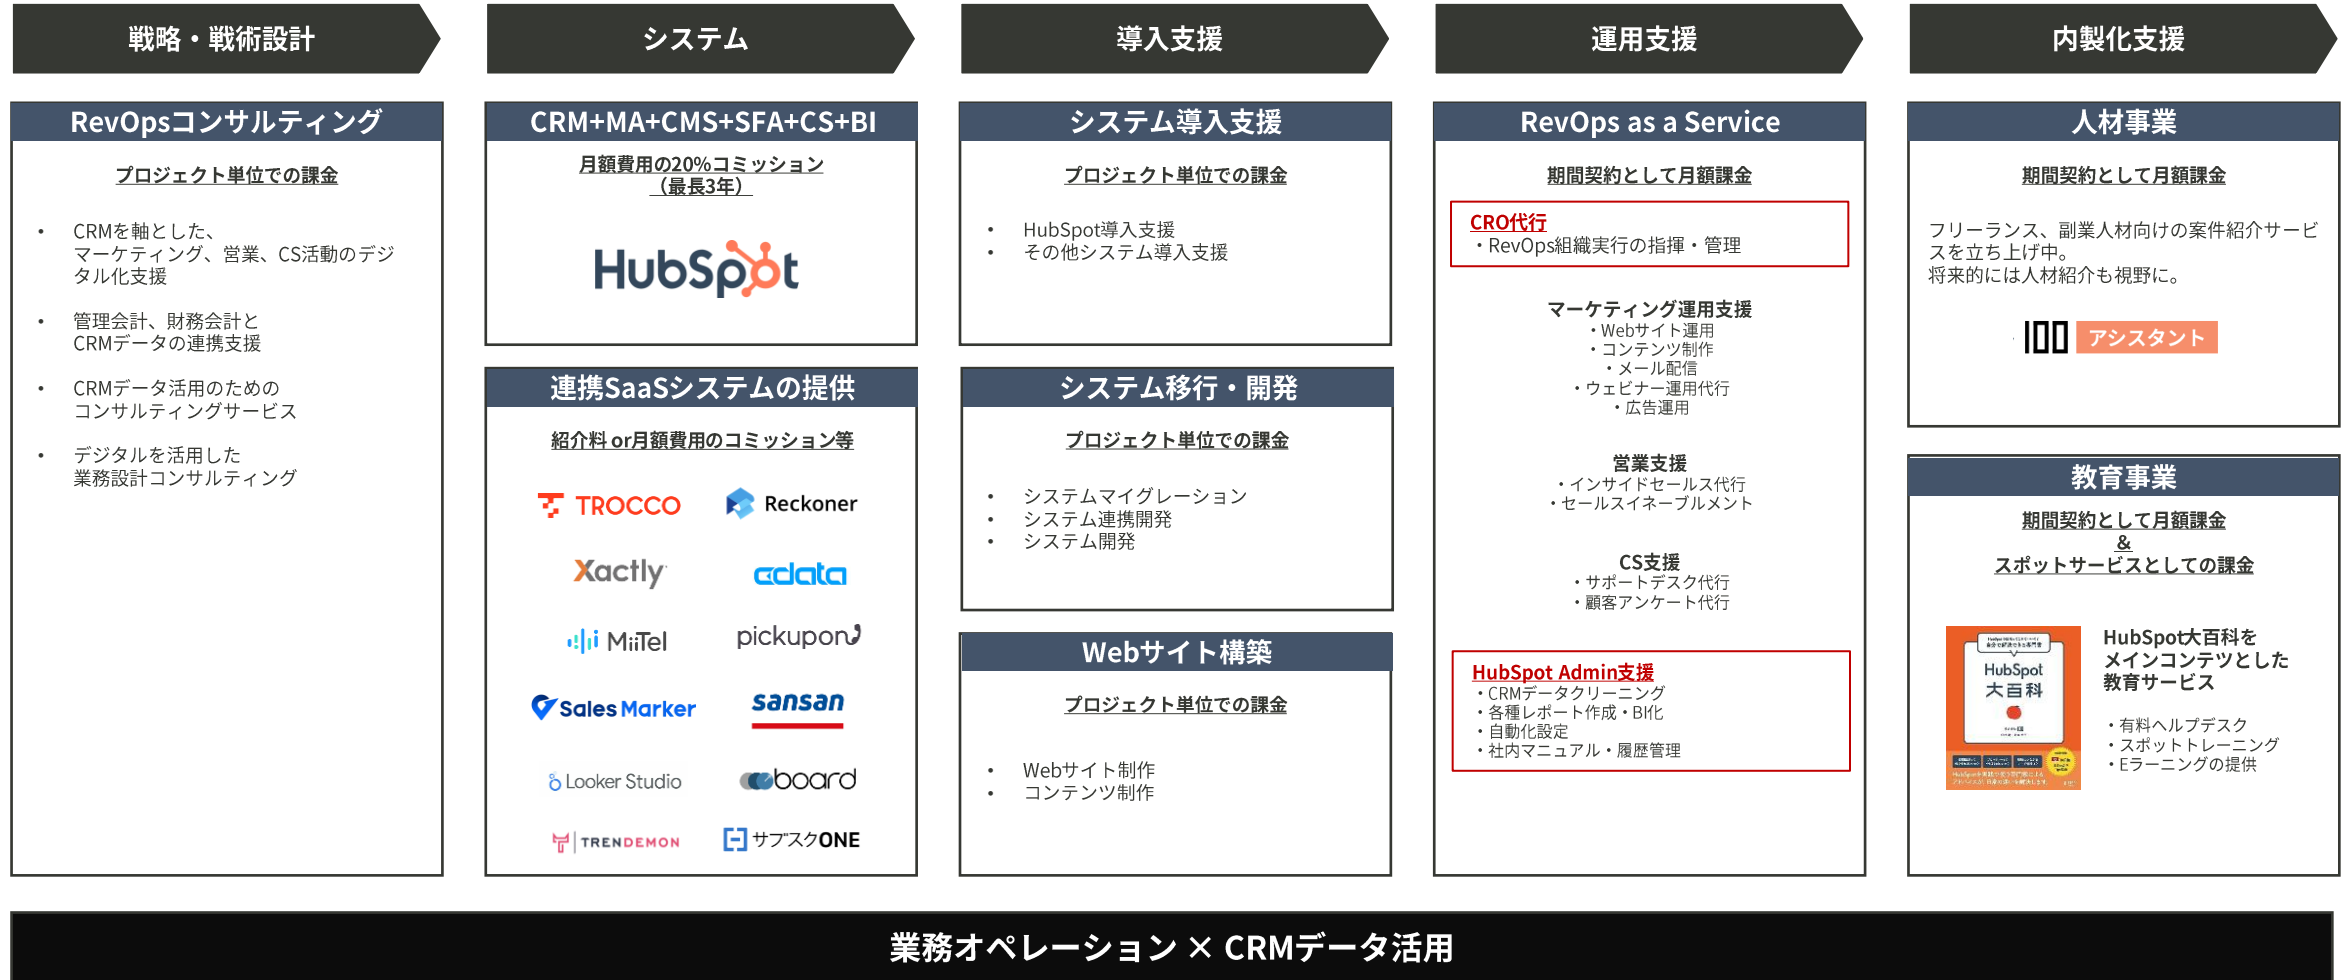 戦略・戦術設計
システム
導入支援
運用支援
内製化支援
RevOpsコンサルティング
プロジェクト単位での課金
• CRMを軸とした、
マーケティング、営業、CS活動のデジ
タル化支援
• 管理会計、財務会計と
CRMデータの連携支援
• CRMデータ活用のための
コンサルティングサービス
• デジタルを活用した
業務設計コンサルティング
CRM+MA+CMS+SFA+CS+BI
月額費用の20%コミッション
（最長3年）
HubSpot
連携SaaSシステムの提供
紹介料 or月額費用のコミッション等
TROCCO
Reckoner
Xactly
cdata
MiiTel
pickupon
Sales Marker
sansan
Looker Studio
board
TRENDEMON
サブスクONE
システム導入支援
プロジェクト単位での課金
• HubSpot導入支援
• その他システム導入支援
システム移行・開発
プロジェクト単位での課金
• システムマイグレーション
• システム連携開発
• システム開発
Webサイト構築
プロジェクト単位での課金
• Webサイト制作
• コンテンツ制作
RevOps as a Service
期間契約として月額課金
CRO代行
・RevOps組織実行の指揮・管理
マーケティング運用支援
・Webサイト運用
・コンテンツ制作
・メール配信
・ウェビナー運用代行
・広告運用
営業支援
・インサイドセールス代行
・セールスイネーブルメント
CS支援
・サポートデスク代行
・顧客アンケート代行
HubSpot Admin支援
・CRMデータクリーニング
・各種レポート作成・BI化
・自動化設定
・社内マニュアル・履歴管理
人材事業
期間契約として月額課金
フリーランス、副業人材向けの案件紹介サービ
スを立ち上げ中。
将来的には人材紹介も視野に。
100 アシスタント
教育事業
期間契約として月額課金
&
スポットサービスとしての課金
HubSpot
大百科
HubSpot大百科を
メインコンテツとした
教育サービス
・有料ヘルプデスク
・スポットトレーニング
・Eラーニングの提供
業務オペレーション × CRMデータ活用